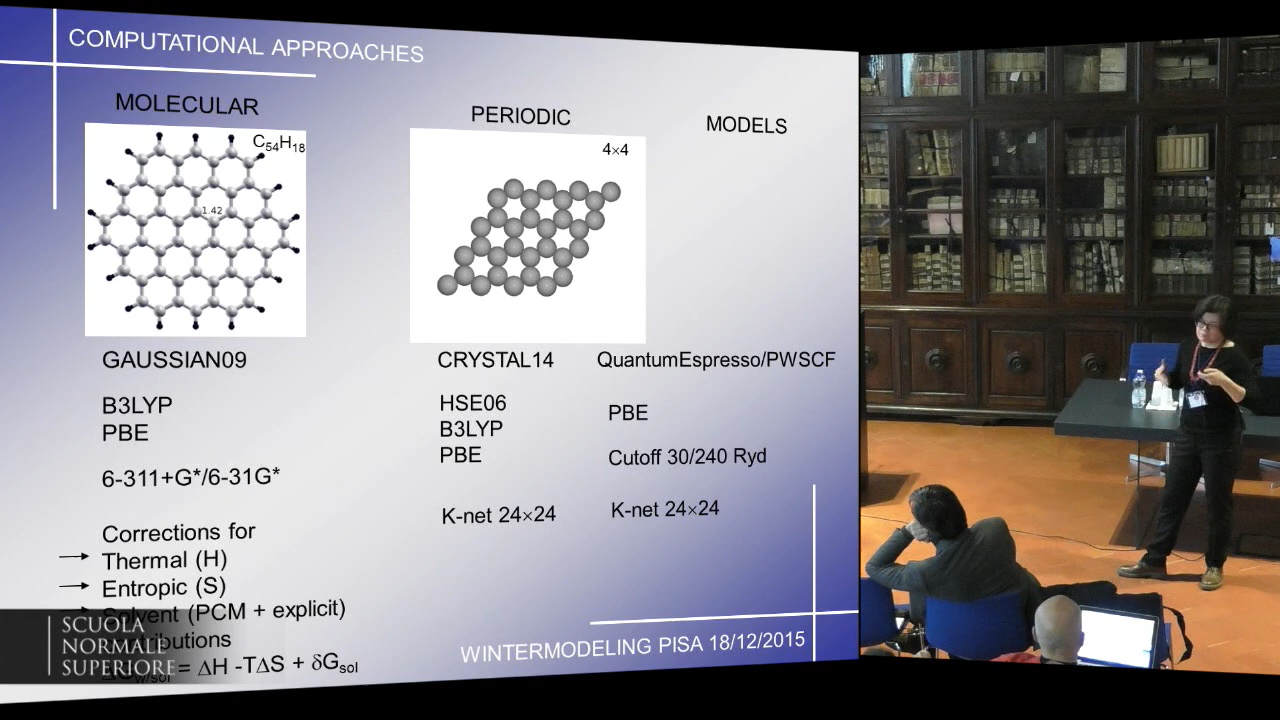 COMPUTATIONAL APPROACHES
MOLECULAR
PERIODIC
MODELS
C54H18
1.42
4×4
GAUSSIAN09
CRYSTAL14
QuantumEspresso/PWSCF
B3LYP
PBE
6-311+G*/6-31G*
HSE06
B3LYP
PBE
K-net 24×24
PBE
Cutoff 30/240 Ryd
K-net 24×24
Corrections for
→ Thermal (H)
→ Entropic (S)
→ Solvent (PCM + explicit)
= ΔH -TΔS + δGsol
WINTERMODELING PISA 18/12/2015
SCUOLA
NORMALE
SUPERIORE